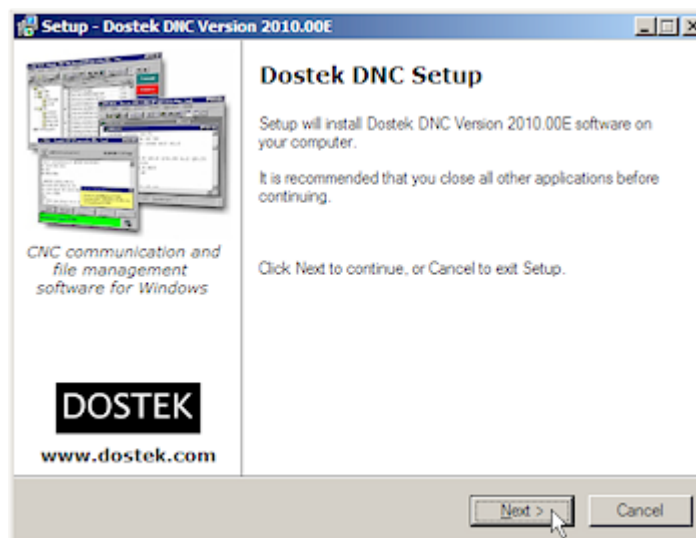 Setup - Dostek DNC Version 2010.00E
Dostek DNC Setup
Setup will install Dostek DNC Version 2010.00E software on
your computer.
It is recommended that you close all other applications before
continuing.
Click Next to continue, or Cancel to exit Setup.
CNC communication and
file management
software for Windows
DOSTEK
www.dostek.com
Next >
Cancel